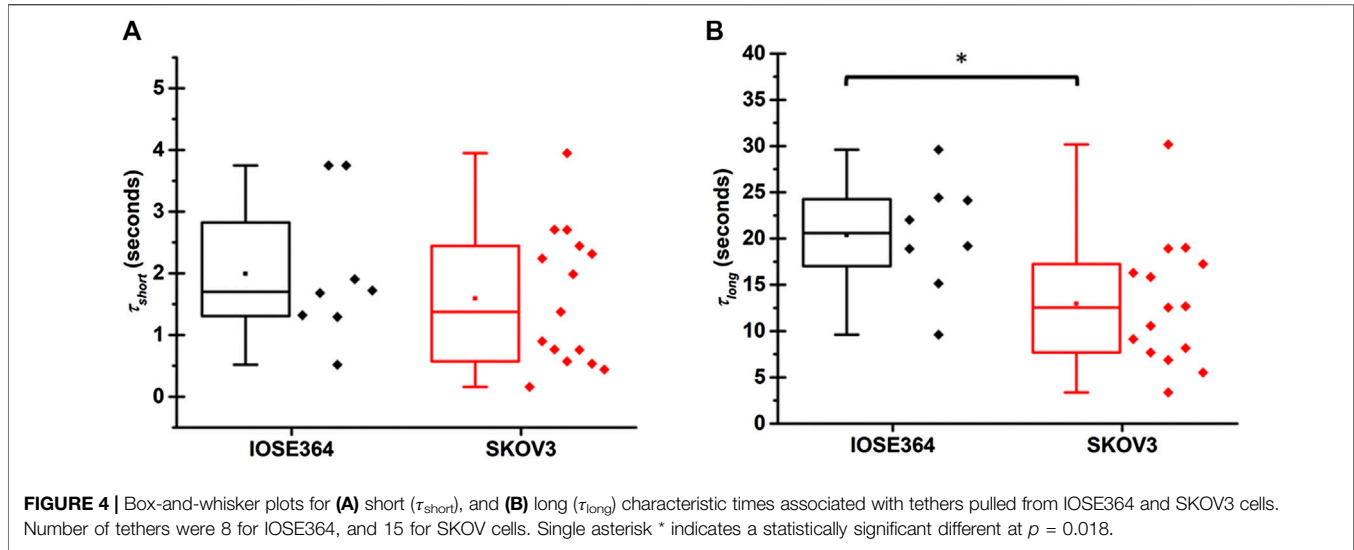 A
5
4
3
2
1
0
τshort (seconds)
IOSE364
SKOV3
B
40
35
30
25
20
15
10
5
0
τlong (seconds)
*
IOSE364
SKOV3
FIGURE 4 | Box-and-whisker plots for (A) short (τshort), and (B) long (τlong) characteristic times associated with tethers pulled from IOSE364 and SKOV3 cells.
Number of tethers were 8 for IOSE364, and 15 for SKOV cells. Single asterisk * indicates a statistically significant different at p = 0.018.